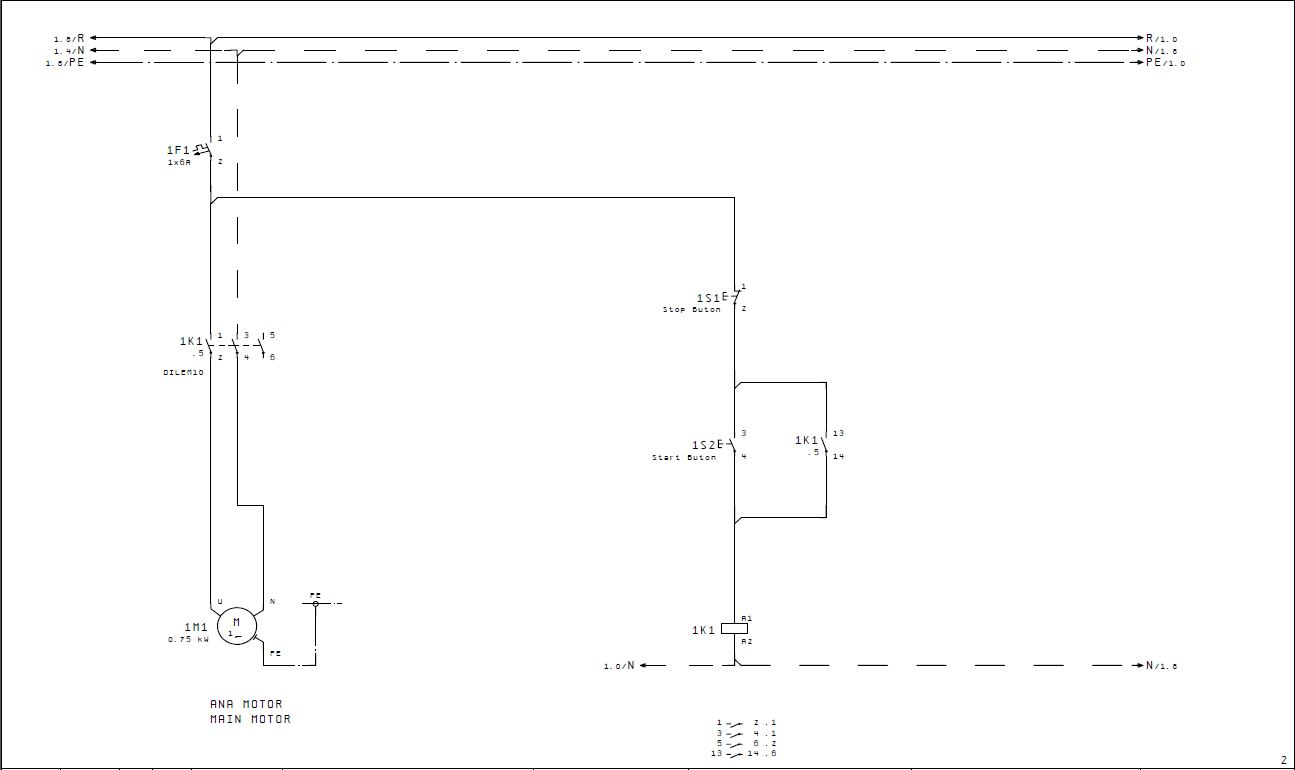 1.8/R R/1.0
1.4/N N/1.8
1.8/PE PE/1.0
1
1F1
1x6A 2
1
1S1
Stop Buton 2
1K1 1 3 5
.5 2 4 6
DILEM10
3 13
1S2 1K1
Start Buton 4 .5 14
PE
U N
M
1
1M1
0.75 kW
PE
A1
1K1
A2
1.0/N N/1.8
ANA MOTOR
MAIN MOTOR
1 2 .1
3 4 .1
5 6 .2
13 14 .6
2